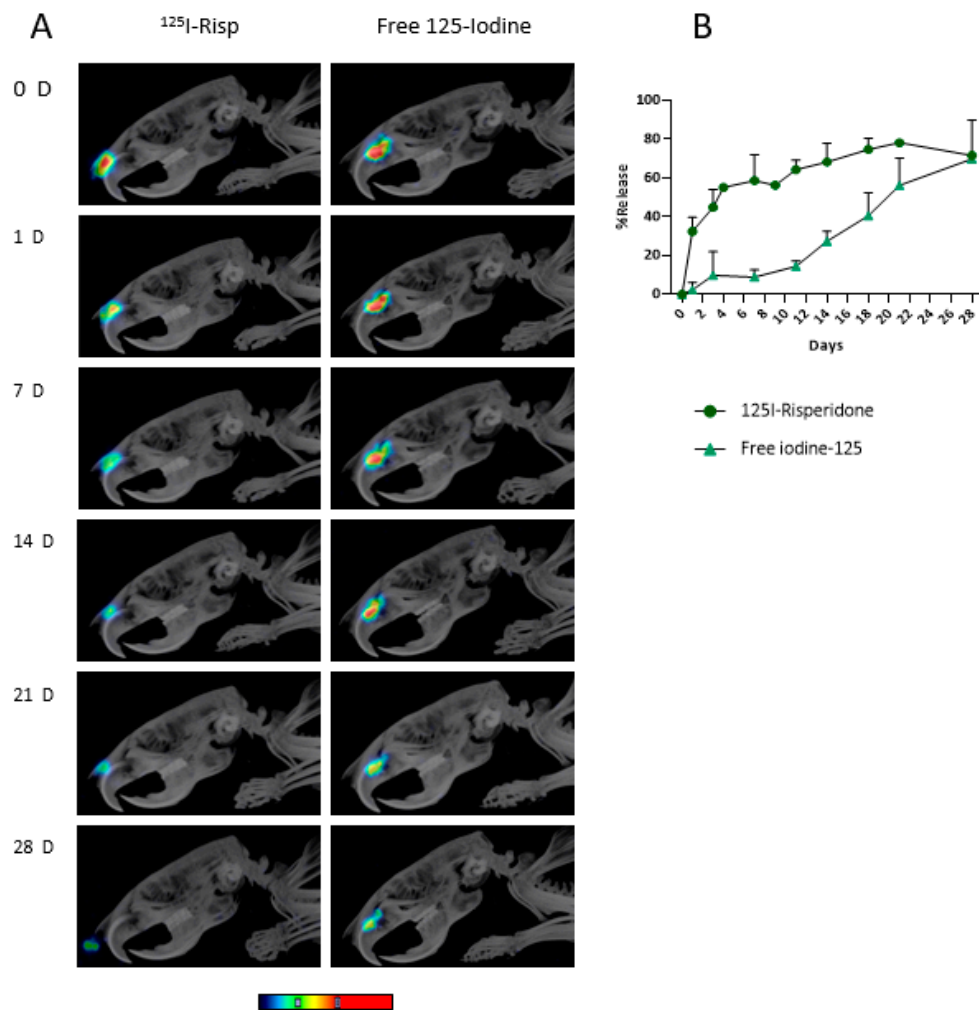 A
¹²⁵I-Risp
Free 125-Iodine
0 D
1 D
7 D
14 D
21 D
28 D
B
100
80
60
40
20
0
%Release
0 2 4 6 8 10 12 14 16 18 20 22 24 26 28
Days
125I-Risperidone
Free iodine-125